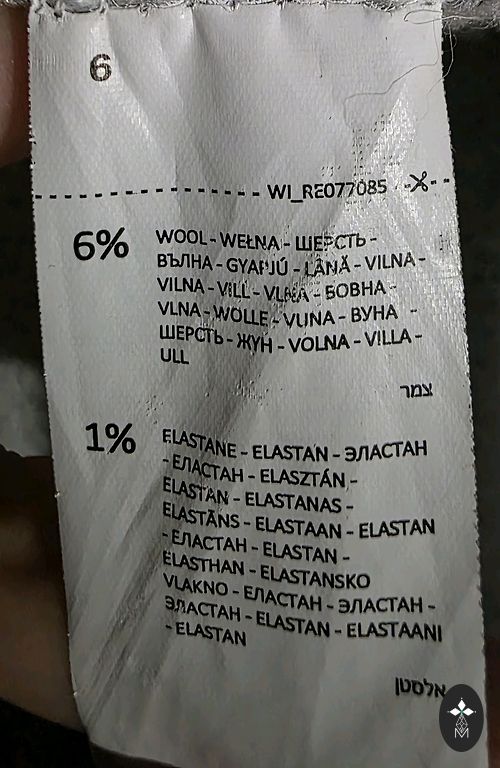 6
WI_RE077085
6%
WOOL - WEŁNA - ШЕРСТЬ -
ВЪЛНА - GYAPJÚ - LÂNĂ - VILNA -
VILNA - VILL - VLNA - ВОВНА -
VLNA - WOLLE - VUNA - ВУНА -
ШЕРСТЬ - ЖҮН - VOLNA - VILLA -
ULL
צמר
1%
ELASTANE - ELASTAN - ЭЛАСТАН
- ЕЛАСТАН - ELASZTÁN -
ELASTAN - ELASTANAS -
ELASTĀNS - ELASTAAN - ELASTAN
- ЕЛАСТАН - ELASTAN -
ELASTHAN - ELASTANSKO
VLAKNO - ЕЛАСТАН - ЭЛАСТАН -
ЭЛАСТАН - ELASTAN - ELASTAANI
- ELASTAN
אלסטן
M